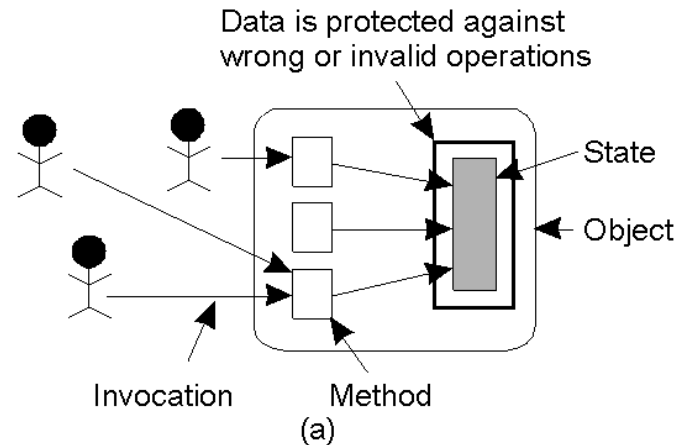 Data is protected against
wrong or invalid operations
State
Object
Invocation
Method
(a)